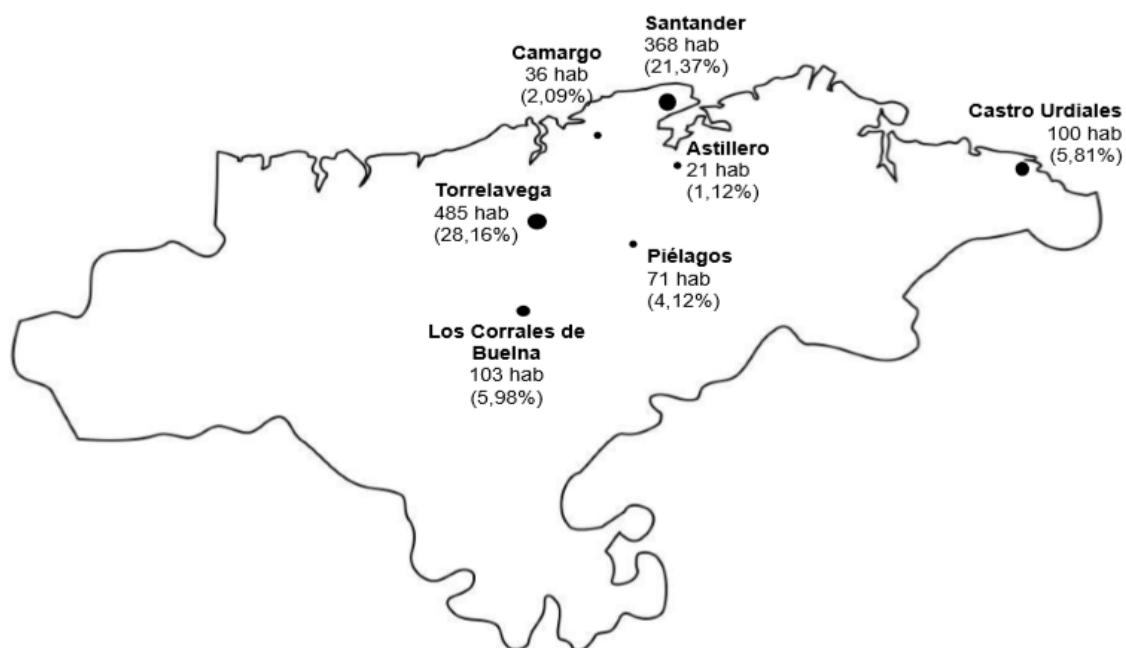 Santander
368 hab
(21,37%)
Camargo
36 hab
(2,09%)
Castro Urdiales
100 hab
(5,81%)
Astillero
21 hab
(1,12%)
Torrelavega
485 hab
(28,16%)
Piélagos
71 hab
(4,12%)
Los Corrales de
Buelna
103 hab
(5,98%)